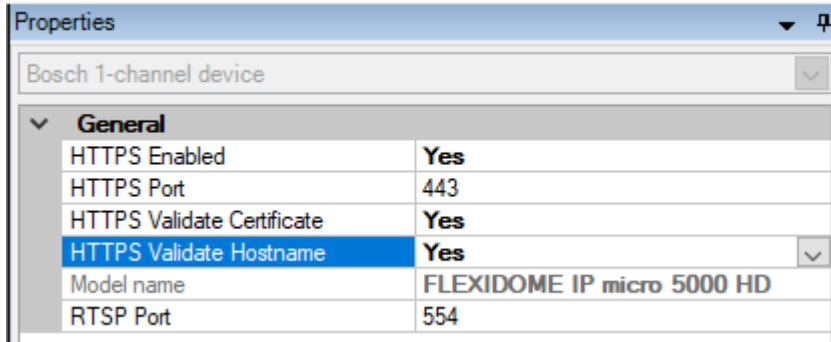 Properties
Bosch 1-channel device
General
HTTPS Enabled Yes
HTTPS Port 443
HTTPS Validate Certificate Yes
HTTPS Validate Hostname Yes
Model name FLEXIDOME IP micro 5000 HD
RTSP Port 554